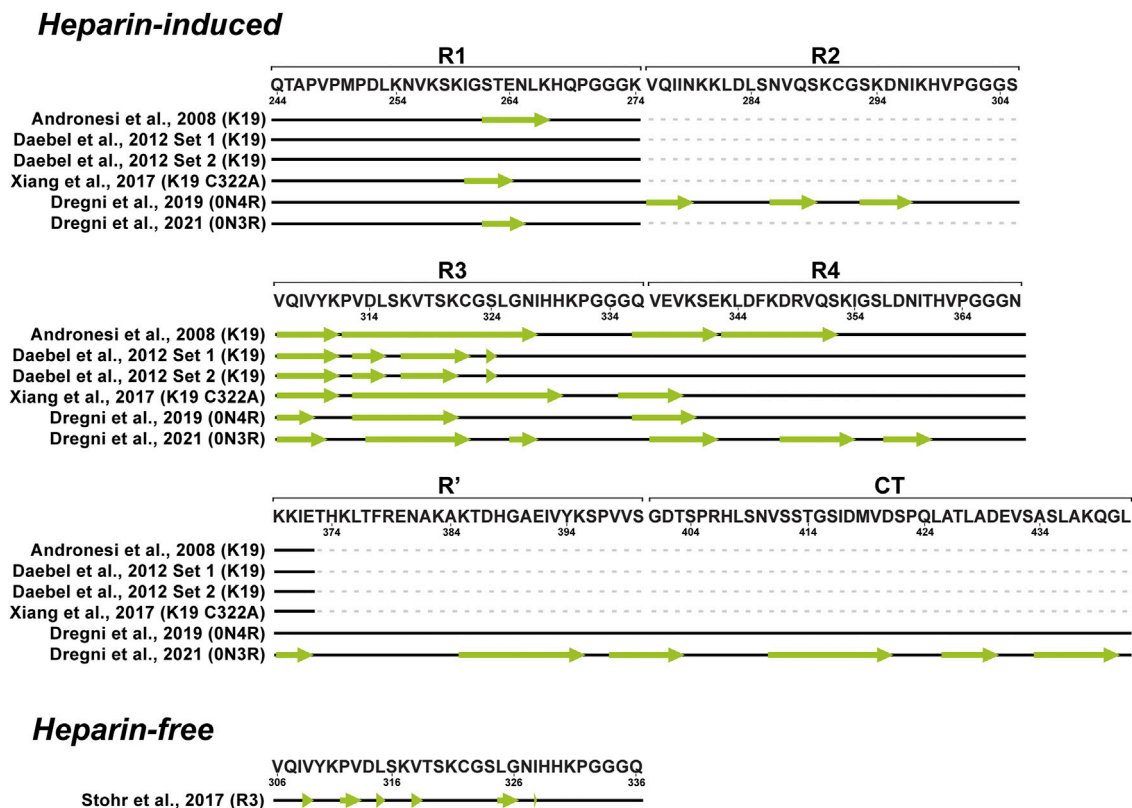 Heparin-induced
R1 R2
QTAPVPMPDLKNVKSKIGSTENLKHQPGGGK VQIINKKLDLSNVQSKCGSKDNIKHVPGGGS
244 254 264 274 284 294 304
Andronesi et al., 2008 (K19)
Daebel et al., 2012 Set 1 (K19)
Daebel et al., 2012 Set 2 (K19)
Xiang et al., 2017 (K19 C322A)
Dregni et al., 2019 (0N4R)
Dregni et al., 2021 (0N3R)
R3 R4
VQIVYKPVDLSKVTSKCGSLGNIHHKPGGGQ VEVKSEKLDFKDRVQSKIGSLDNITHVPGGGN
314 324 334 344 354 364
Andronesi et al., 2008 (K19)
Daebel et al., 2012 Set 1 (K19)
Daebel et al., 2012 Set 2 (K19)
Xiang et al., 2017 (K19 C322A)
Dregni et al., 2019 (0N4R)
Dregni et al., 2021 (0N3R)
R’ CT
KKIETHKLTFRENAKAKTDHGAEIVYKSPVVS GDTSPRHLSNVSSTGSIDMVDSPQLATLADEVSASLAKQGL
374 384 394 404 414 424 434
Andronesi et al., 2008 (K19)
Daebel et al., 2012 Set 1 (K19)
Daebel et al., 2012 Set 2 (K19)
Xiang et al., 2017 (K19 C322A)
Dregni et al., 2019 (0N4R)
Dregni et al., 2021 (0N3R)
Heparin-free
VQIVYKPVDLSKVTSKCGSLGNIHHKPGGGQ
306 316 326 336
Stohr et al., 2017 (R3)